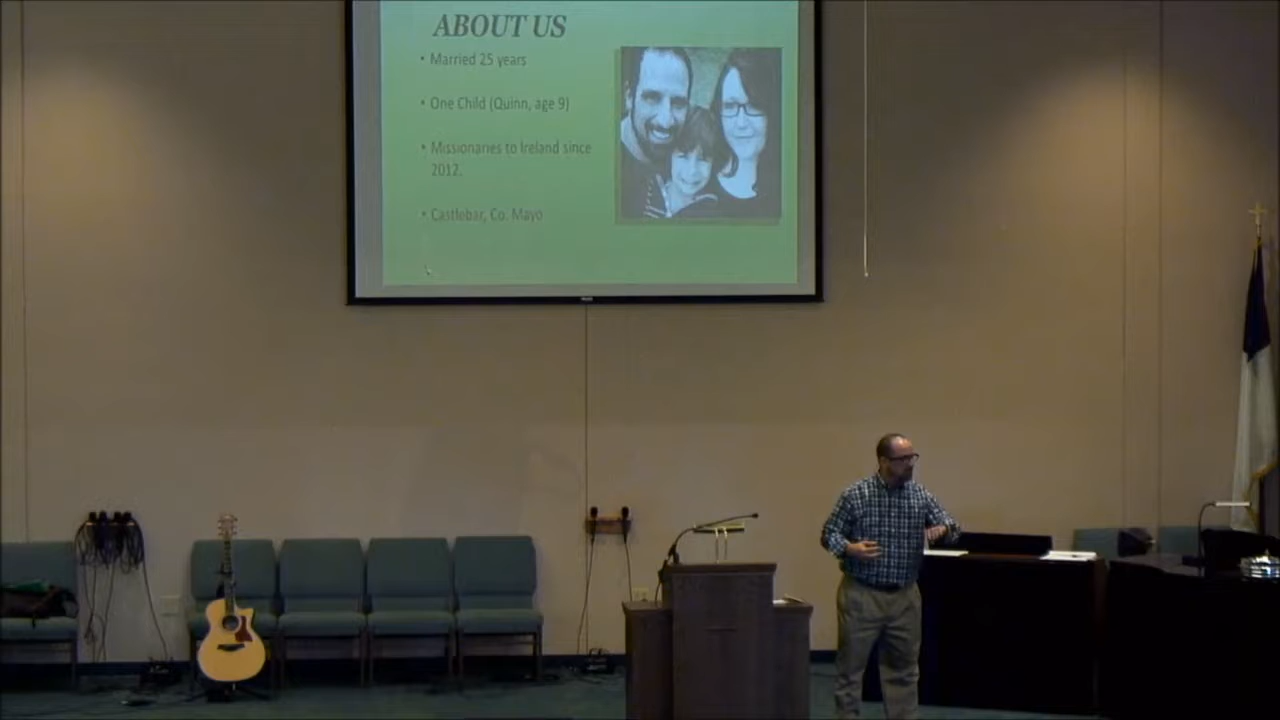 ABOUT US
• Married 25 years
• One Child (Quinn, age 9)
• Missionaries to Ireland since
2012.
• Castlebar, Co. Mayo